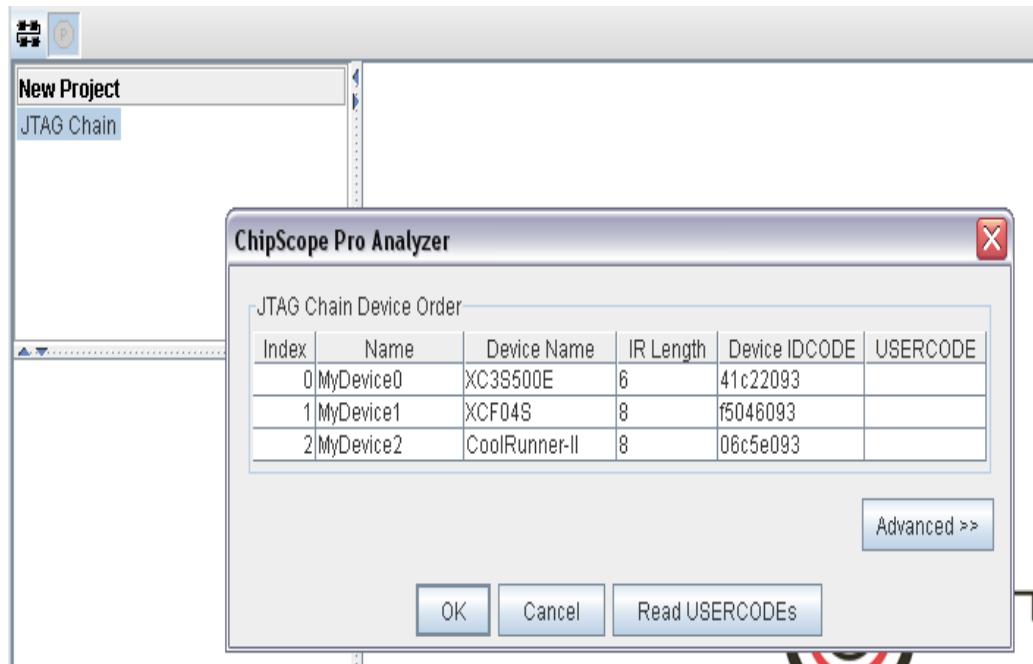 P
New Project
JTAG Chain
ChipScope Pro Analyzer
JTAG Chain Device Order
Index Name Device Name IR Length Device IDCODE USERCODE
0 MyDevice0 XC3S500E 6 41c22093
1 MyDevice1 XCF04S 8 f5046093
2 MyDevice2 CoolRunner-II 8 06c5e093
Advanced >>
OK Cancel Read USERCODEs